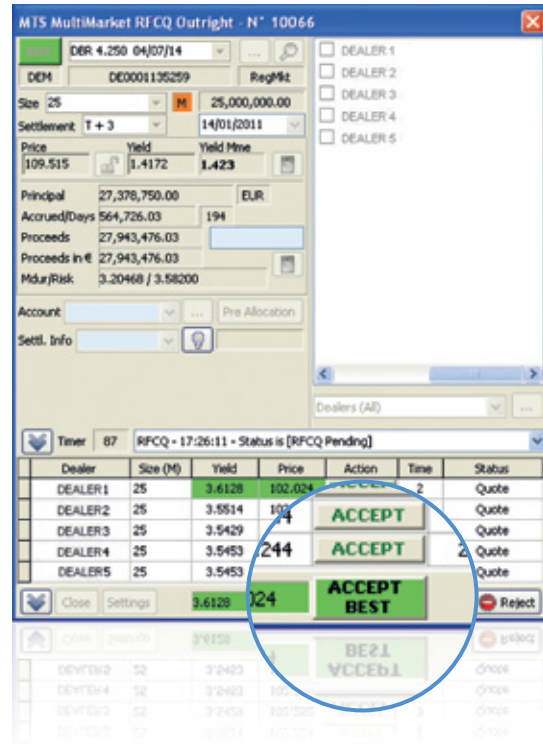 MTS MultiMarket RFCQ Outright - N° 10066
DBR 4.250 04/07/14 ...
DEM DE0001135259 RegMkt
Size 25 M 25,000,000.00
Settlement T + 3 14/01/2011
Price Yield Yield Mme
109.515 1.4172 1.423
Principal 27,378,750.00 EUR
Accrued/Days 564,726.03 194
Proceeds 27,943,476.03
Proceeds in € 27,943,476.03
Mdur/Risk 3.20468 / 3.58200
Account ... Pre Allocation
Settl. Info
DEALER 1
DEALER 2
DEALER 3
DEALER 4
DEALER 5
Dealers (All) ...
Timer 87 RFCQ - 17:26:11 - Status is [RFCQ Pending]
Dealer Size (M) Yield Price Action Time Status
DEALER1 25 3.6128 102.024 ACCEPT 2 Quote
DEALER2 25 3.5514 ACCEPT Quote
DEALER3 25 3.5429 Quote
DEALER4 25 3.5453 244 ACCEPT 2 Quote
DEALER5 25 3.5453 Quote
Close Settings 3.6128 024 ACCEPT BEST Reject